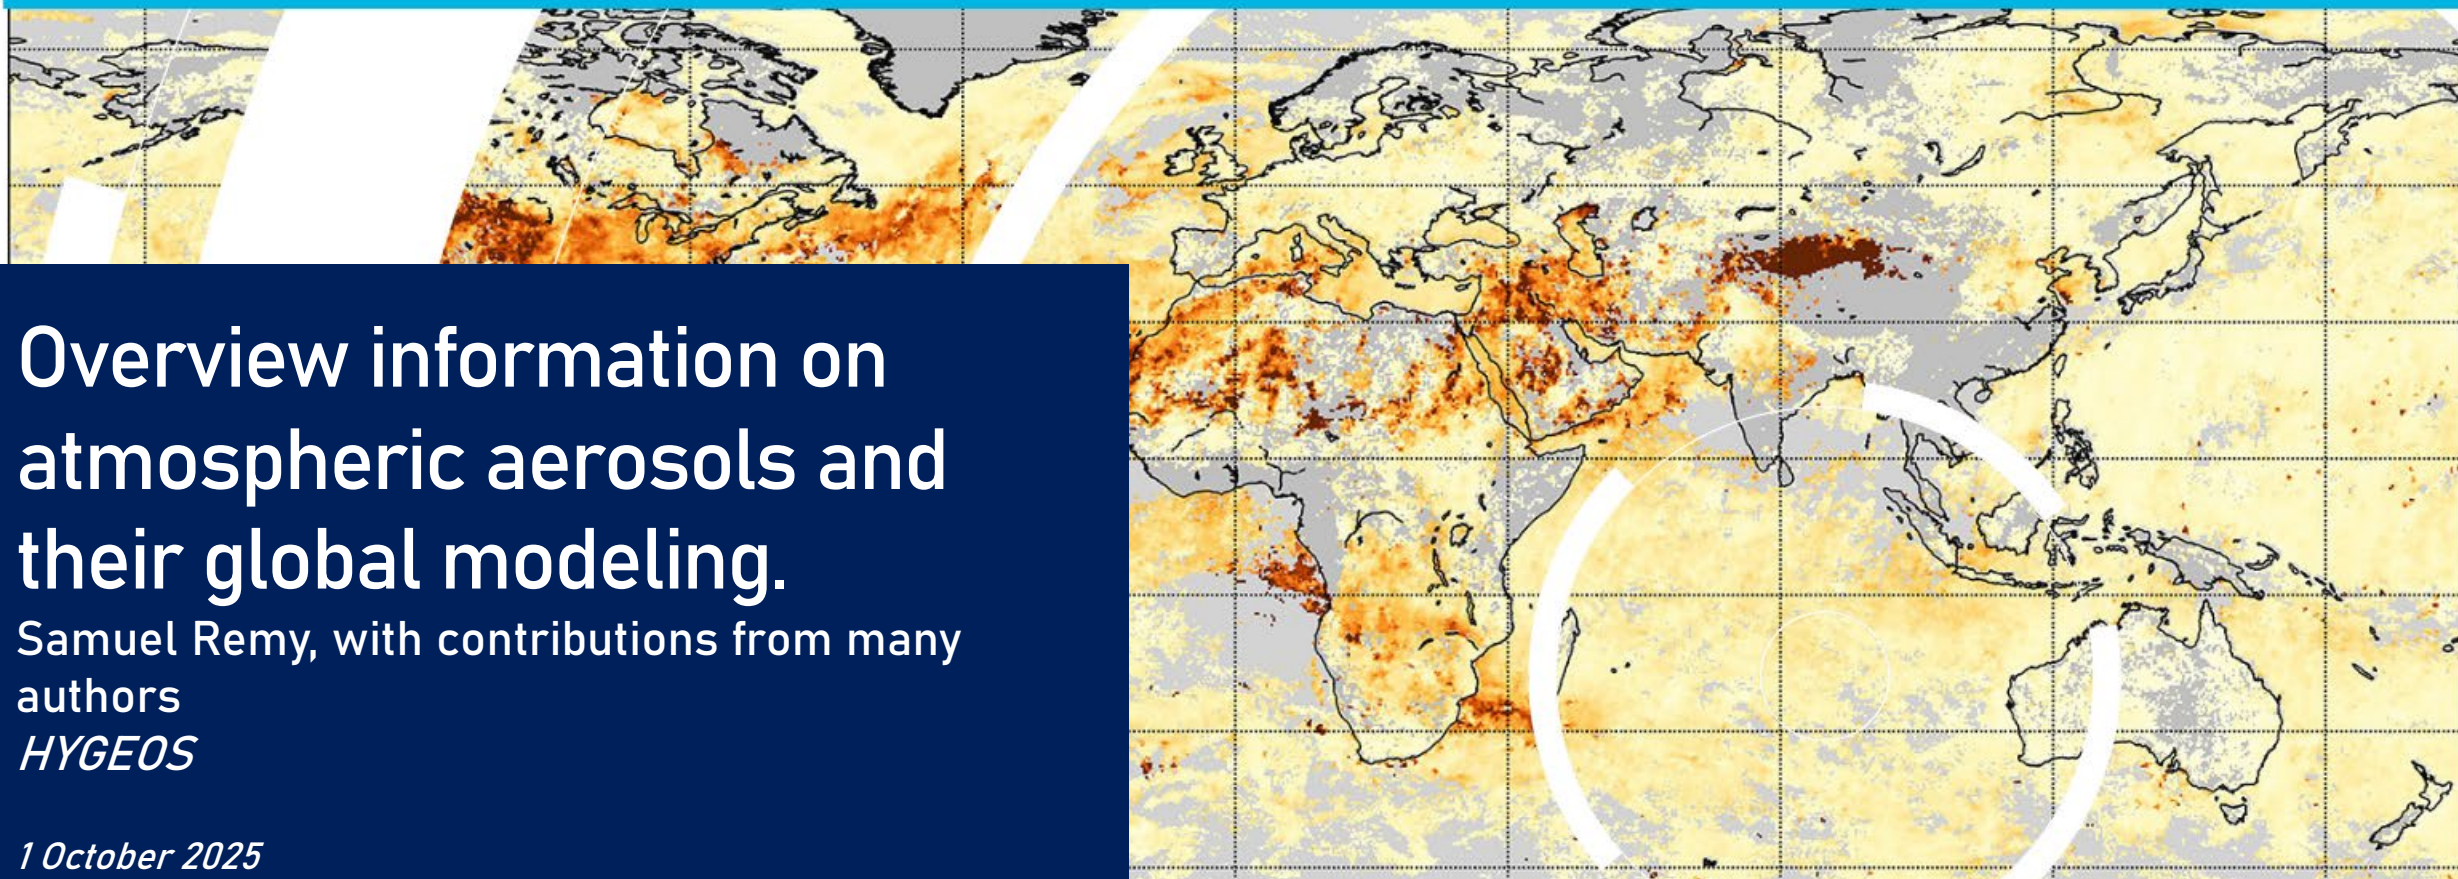 Overview information on
atmospheric aerosols and
their global modeling.
Samuel Remy, with contributions from many
authors
HYGEOS
1 October 2025